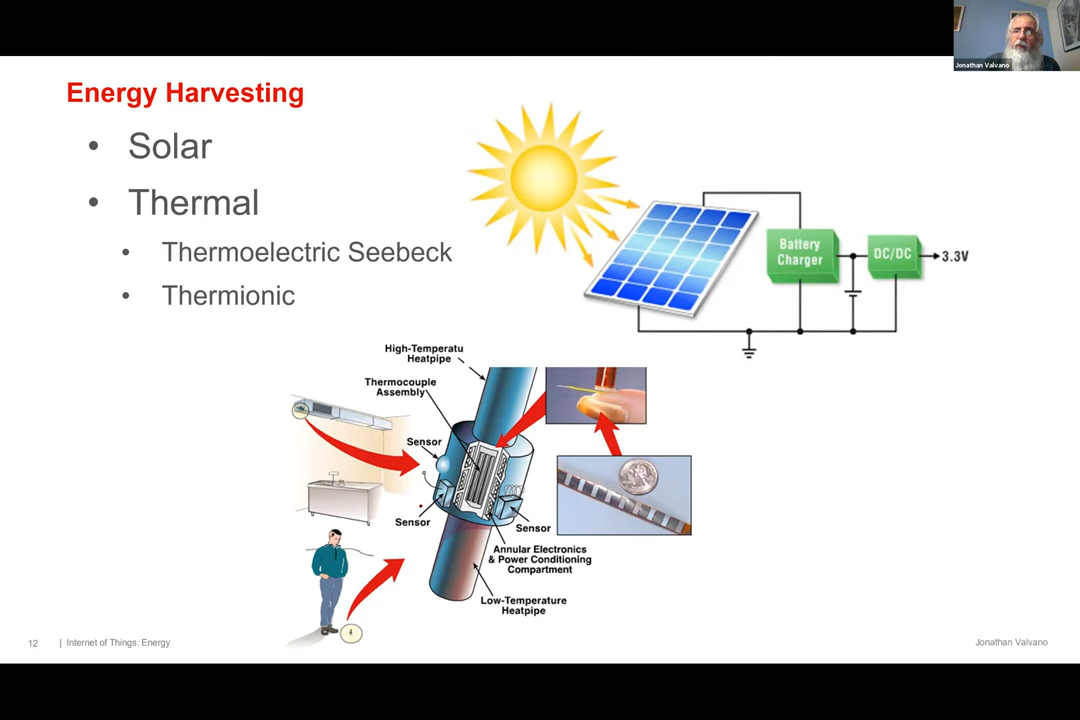 Jonathan Valvano
Energy Harvesting
• Solar
• Thermal
• Thermoelectric Seebeck
• Thermionic
Battery
Charger
DC/DC
3.3V
High-Temperatu
Heatpipe
Thermocouple
Assembly
Sensor
Sensor
Sensor
Annular Electronics
& Power Conditioning
Compartment
Low-Temperature
Heatpipe
12 | Internet of Things: Energy
Jonathan Valvano